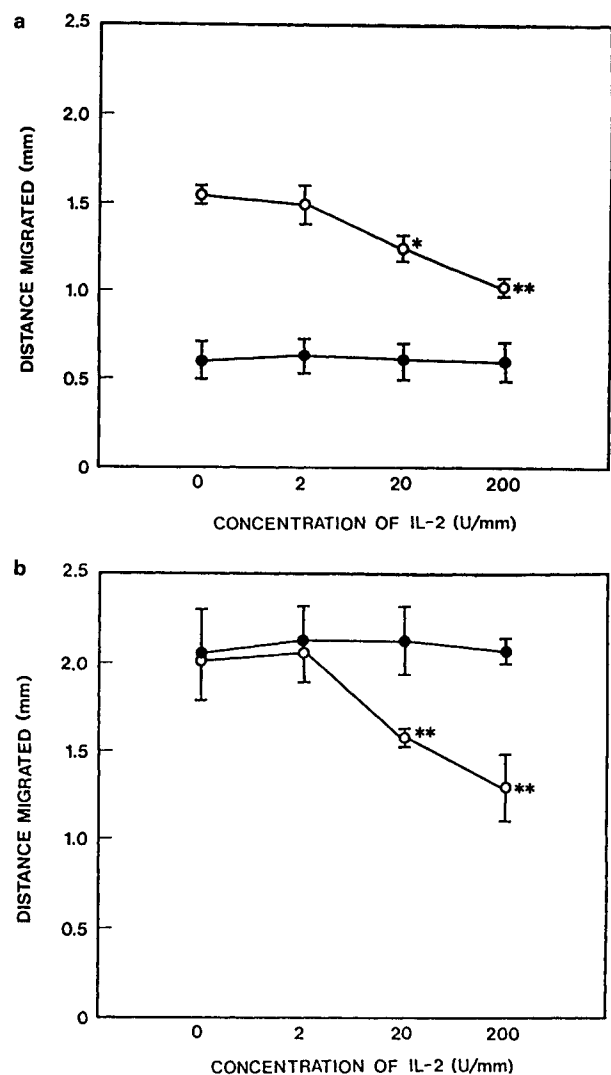 a
2.5
2.0
1.5
1.0
0.5
0
DISTANCE MIGRATED (mm)
*
**
0 2 20 200
CONCENTRATION OF IL-2 (U/mm)
b
2.5
2.0
1.5
1.0
0.5
0
DISTANCE MIGRATED (mm)
**
**
0 2 20 200
CONCENTRATION OF IL-2 (U/mm)